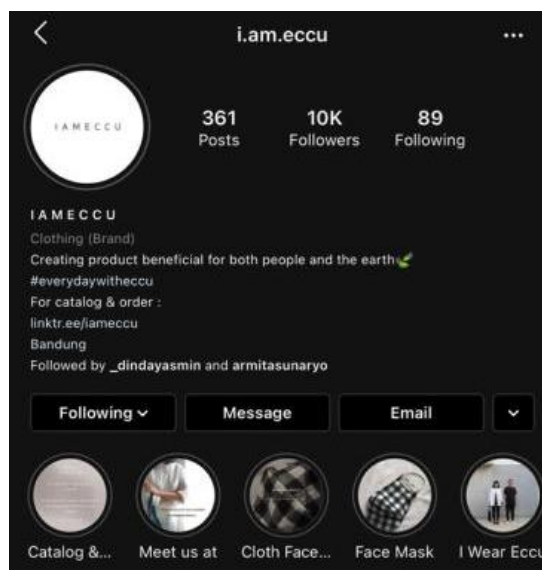 i.am.eccu
IAMECCU
361 10K 89
Posts Followers Following
IAMECCU
Clothing (Brand)
Creating product beneficial for both people and the earth🌿
#everydaywitheccu
For catalog & order :
linktr.ee/iameccu
Bandung
Followed by _dindayasmin and armitasunaryo
Following Message Email
Catalog &... Meet us at Cloth Face... Face Mask I Wear Eccu